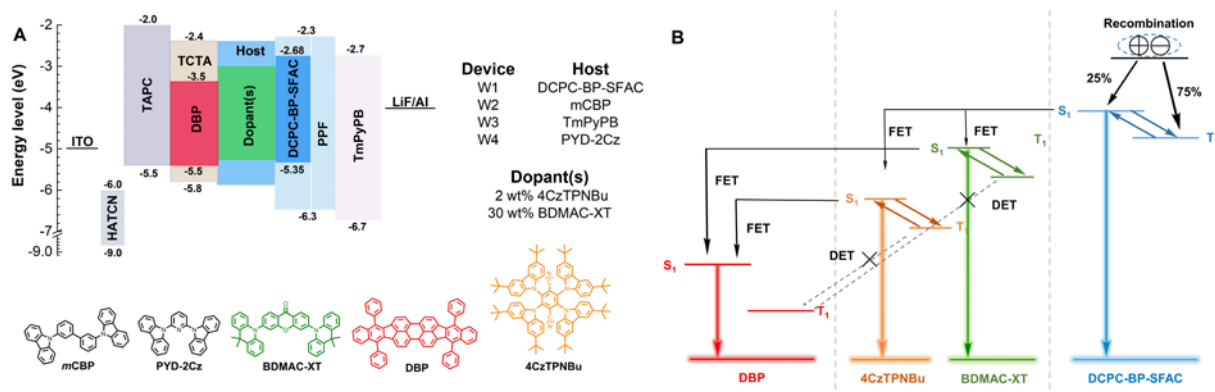 A
Energy level (eV)
-2
-3
-4
-5
-6
-7
-9.0
ITO
-6.0
HATCN
-9.0
-2.0
TAPC
-5.5
-2.4
TCTA
-3.5
DBP
-5.5
-5.8
Host
Dopant(s)
-2.3
-2.68
DCPC-BP-SFAC
-5.35
PPF
-6.3
-2.7
TmPyPB
-6.7
LiF/Al
Device Host
W1 DCPC-BP-SFAC
W2 mCBP
W3 TmPyPB
W4 PYD-2Cz
Dopant(s)
2 wt% 4CzTPNBu
30 wt% BDMAC-XT
mCBP
PYD-2Cz
BDMAC-XT
DBP
4CzTPNBu
B
Recombination
25%
75%
S1
T
FET
FET
S1
T1
FET
DET
S1
T
FET
DET
S1
T1
DBP
4CzTPNBu
BDMAC-XT
DCPC-BP-SFAC